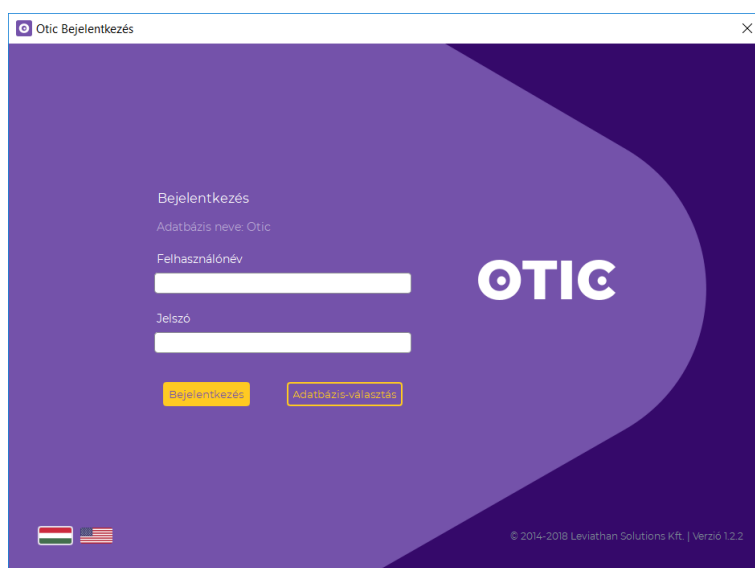 Otic Bejelentkezés
Bejelentkezés
Adatbázis neve: Otic
Felhasználónév
OTIC
Jelszó
Bejelentkezés
Adatbázis-választás
© 2014-2018 Leviathan Solutions Kft. | Verzió 1.2.2